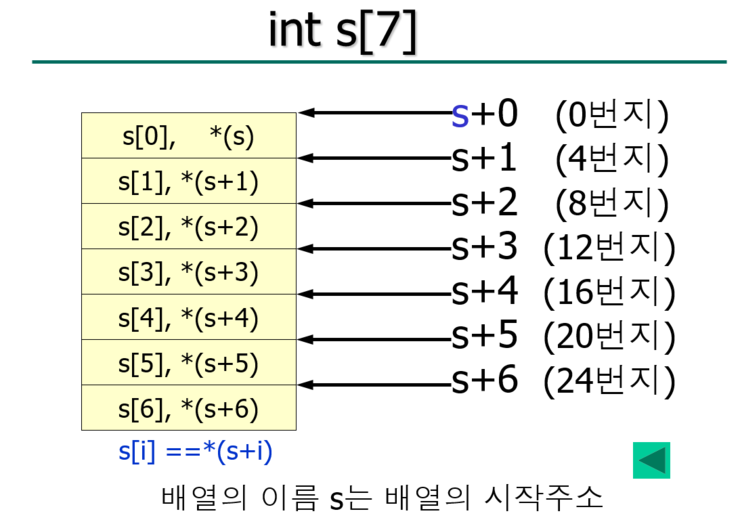 int s[7]
s[0], *(s)
s+0 (0번지)
s[1], *(s+1)
s+1 (4번지)
s[2], *(s+2)
s+2 (8번지)
s[3], *(s+3)
s+3 (12번지)
s[4], *(s+4)
s+4 (16번지)
s[5], *(s+5)
s+5 (20번지)
s[6], *(s+6)
s+6 (24번지)
s[i] ==*(s+i)
배열의 이름 s는 배열의 시작주소